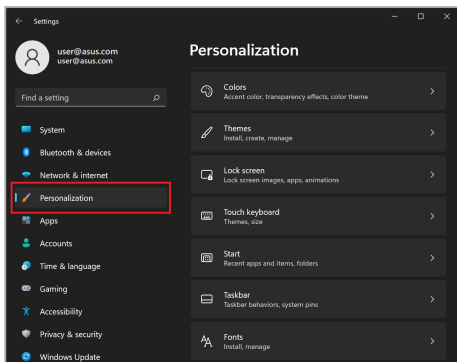 Settings
user@asus.com
user@asus.com
Find a setting
System
Bluetooth & devices
Network & internet
Personalization
Apps
Accounts
Time & language
Gaming
Accessibility
Privacy & security
Windows Update
Personalization
Colors
Accent color, transparency effects, color theme
Themes
Install, create, manage
Lock screen
Lock screen images, apps, animations
Touch keyboard
Themes, size
Start
Recent apps and items, folders
Taskbar
Taskbar behaviors, system pins
Fonts
Install, manage